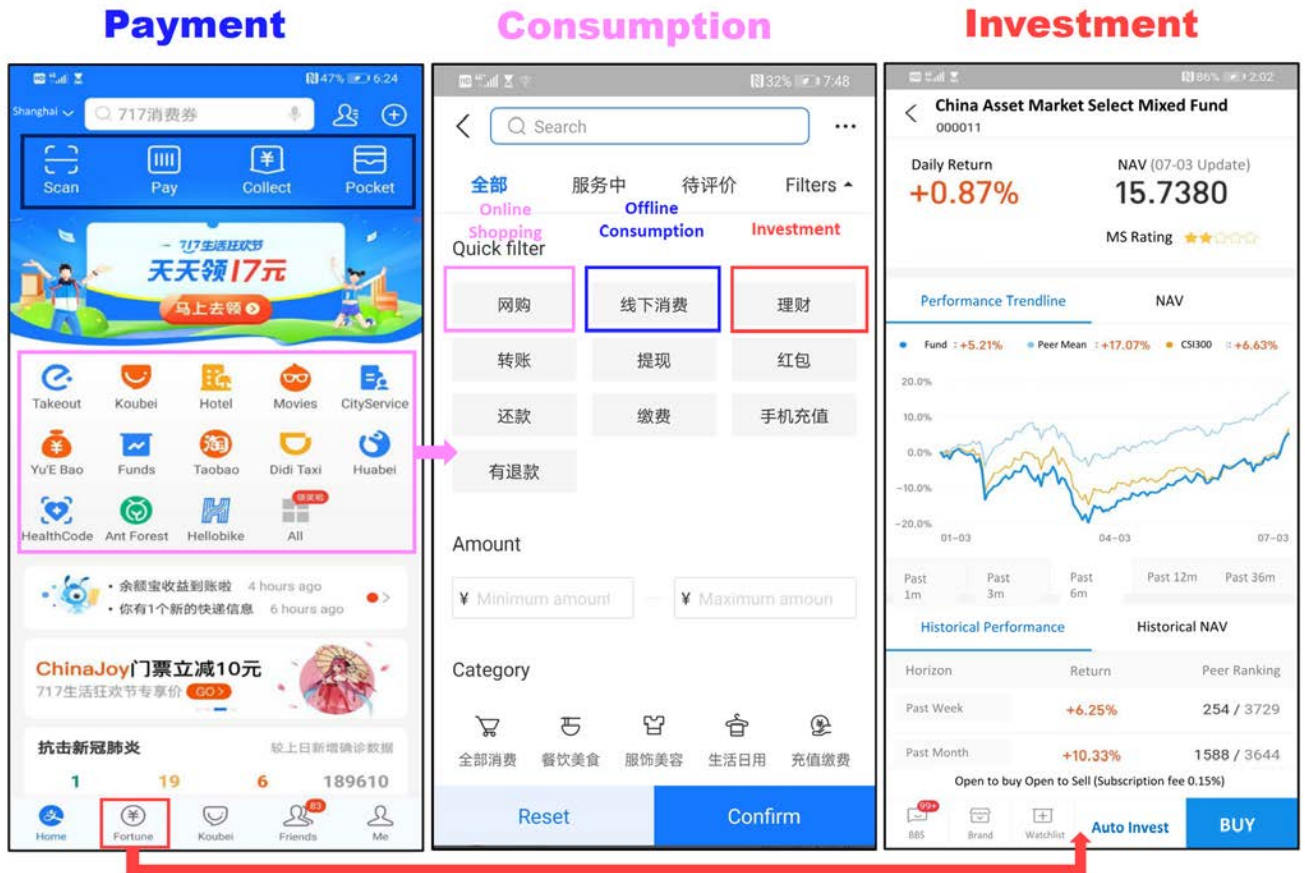 Payment
Consumption
Investment
HD 47% 6:24
Shanghai 717消费券
Scan Pay Collect Pocket
717生活狂欢节
天天领17元
马上去领
Takeout Koubei Hotel Movies CityService
Yu'E Bao Funds Taobao Didi Taxi Huabei
HealthCode Ant Forest Hellobike All
• 余额宝收益到账啦 4 hours ago
• 你有1个新的快递信息 6 hours ago
ChinaJoy门票立减10元
717生活狂欢节专享价 GO>
抗击新冠肺炎 较上日新增确诊数据
1 19 6 189610
83
Home Fortune Koubei Friends Me
HD 32% 7:48
Search
全部 服务中 待评价 Filters
Online Shopping
Offline Consumption
Investment
Quick filter
网购 线下消费 理财
转账 提现 红包
还款 缴费 手机充值
有退款
Amount
¥ Minimum amount — ¥ Maximum amoun
Category
全部消费 餐饮美食 服饰美容 生活日用 充值缴费
Reset Confirm
HD 86% 2:02
China Asset Market Select Mixed Fund
000011
Daily Return NAV (07-03 Update)
+0.87% 15.7380
MS Rating
Performance Trendline NAV
Fund : +5.21% Peer Mean : +17.07% CSI300 : +6.63%
20.0%
10.0%
0.0%
-10.0%
-20.0%
01-03 04-03 07-03
Past 1m Past 3m Past 6m Past 12m Past 36m
Historical Performance Historical NAV
Horizon Return Peer Ranking
Past Week +6.25% 254 / 3729
Past Month +10.33% 1588 / 3644
Open to buy Open to Sell (Subscription fee 0.15%)
99+
BBS Brand Watchlist Auto Invest BUY